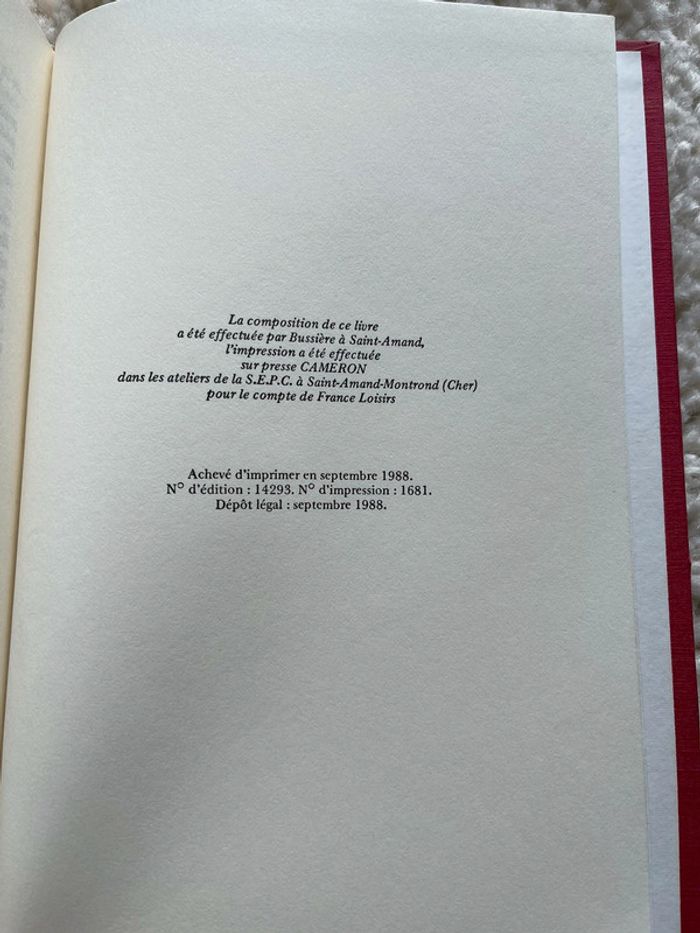 La composition de ce livre
a été effectuée par Bussière à Saint-Amand,
l'impression a été effectuée
sur presse CAMERON
dans les ateliers de la S.E.P.C. à Saint-Amand-Montrond (Cher)
pour le compte de France Loisirs
Achevé d'imprimer en septembre 1988.
N° d'édition : 14293. N° d'impression : 1681.
Dépôt légal : septembre 1988.